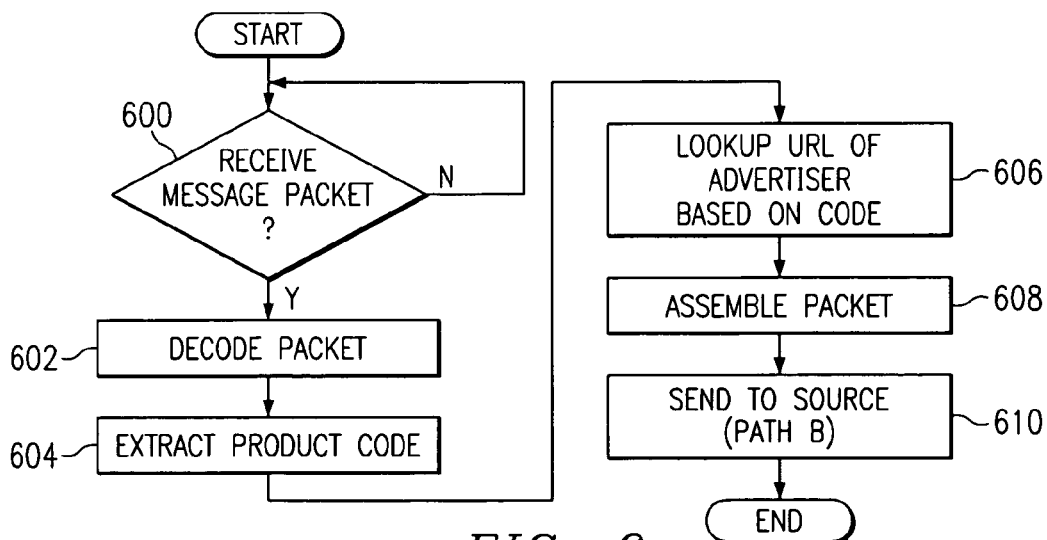 START
600
RECEIVE
MESSAGE PACKET
?
N
Y
602
DECODE PACKET
604
EXTRACT PRODUCT CODE
LOOKUP URL OF
ADVERTISER
BASED ON CODE
606
ASSEMBLE PACKET
608
SEND TO SOURCE
(PATH B)
610
END